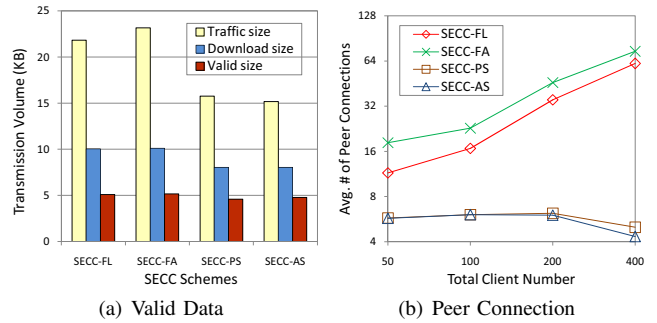 25
20
15
10
5
0
Transmission Volume (KB)
Traffic size
Download size
Valid size
SECC-FL SECC-FA SECC-PS SECC-AS
SECC Schemes
(a) Valid Data
128
64
32
16
8
4
Avg. # of Peer Connections
SECC-FL
SECC-FA
SECC-PS
SECC-AS
50 100 200 400
Total Client Number
(b) Peer Connection